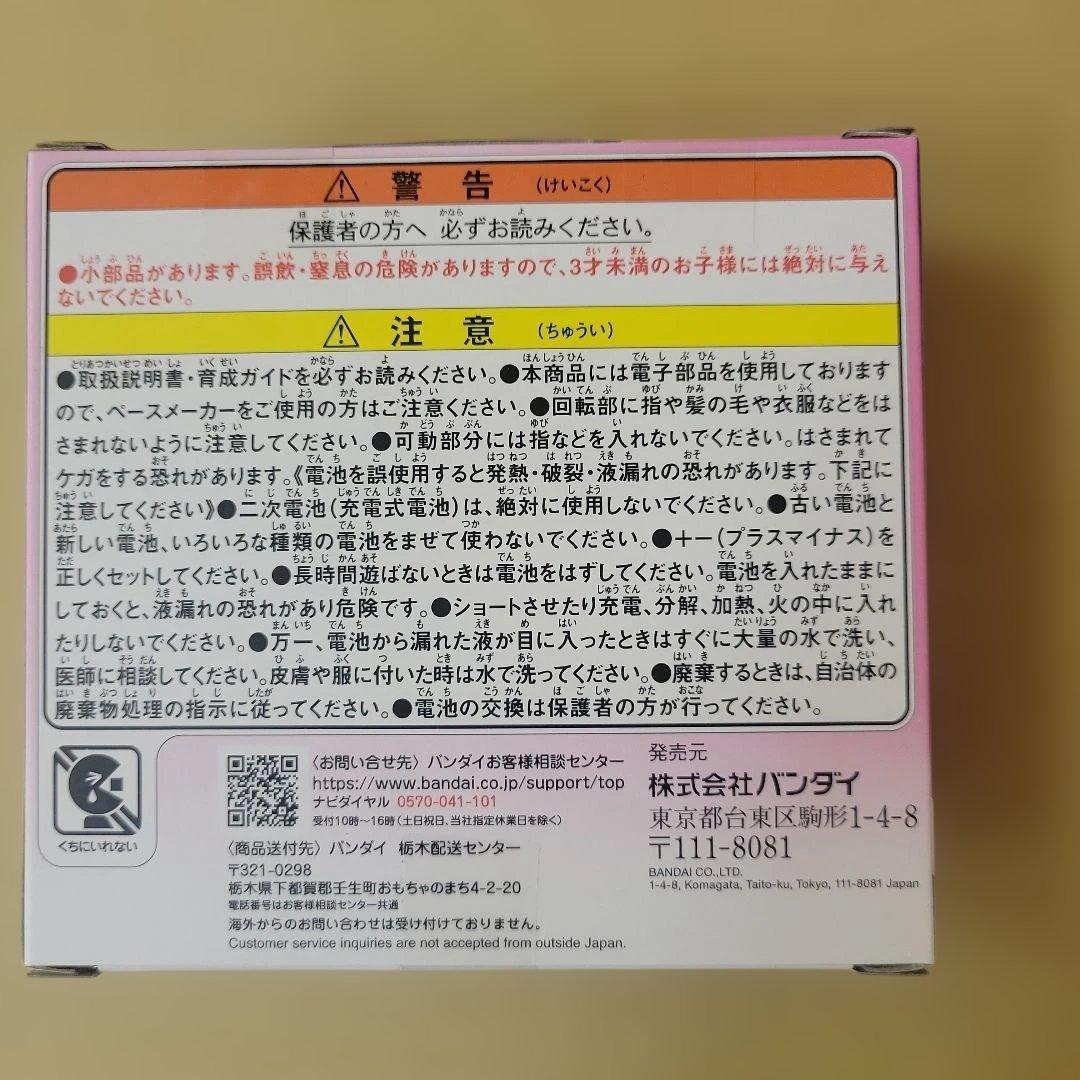 ⚠ 警告 (けいこく)
保護者の方へ 必ずお読みください。
●小部品があります。誤飲・窒息の危険がありますので、3才未満のお子様には絶対に与え
ないでください。
⚠ 注意 (ちゅうい)
●取扱説明書・育成ガイドを必ずお読みください。●本商品には電子部品を使用しております
ので、ペースメーカーをご使用の方はご注意ください。●回転部に指や髪の毛や衣服などをは
さまれないように注意してください。●可動部分には指などを入れないでください。はさまれて
ケガをする恐れがあります。《電池を誤使用すると発熱・破裂・液漏れの恐れがあります。下記に
注意してください》●二次電池(充電式電池)は、絶対に使用しないでください。●古い電池と
新しい電池、いろいろな種類の電池をまぜて使わないでください。●+−(プラスマイナス)を
正しくセットしてください。●長時間遊ばないときは電池をはずしてください。電池を入れたままに
しておくと、液漏れの恐れがあり危険です。●ショートさせたり充電、分解、加熱、火の中に入れ
たりしないでください。●万一、電池から漏れた液が目に入ったときはすぐに大量の水で洗い、
医師に相談してください。皮膚や服に付いた時は水で洗ってください。●廃棄するときは、自治体の
廃棄物処理の指示に従ってください。●電池の交換は保護者の方が行ってください。
くちにいれない
〈お問い合せ先〉バンダイお客様相談センター
https://www.bandai.co.jp/support/top
ナビダイヤル 0570-041-101
受付10時〜16時(土日祝日、当社指定休業日を除く)
〈商品送付先〉バンダイ 栃木配送センター
〒321-0298
栃木県下都賀郡壬生町おもちゃのまち4-2-20
電話番号はお客様相談センター共通
海外からのお問い合わせは受け付けておりません。
Customer service inquiries are not accepted from outside Japan.
発売元
株式会社バンダイ
東京都台東区駒形1-4-8
〒111-8081
BANDAI CO.,LTD.
1-4-8, Komagata, Taito-ku, Tokyo, 111-8081 Japan